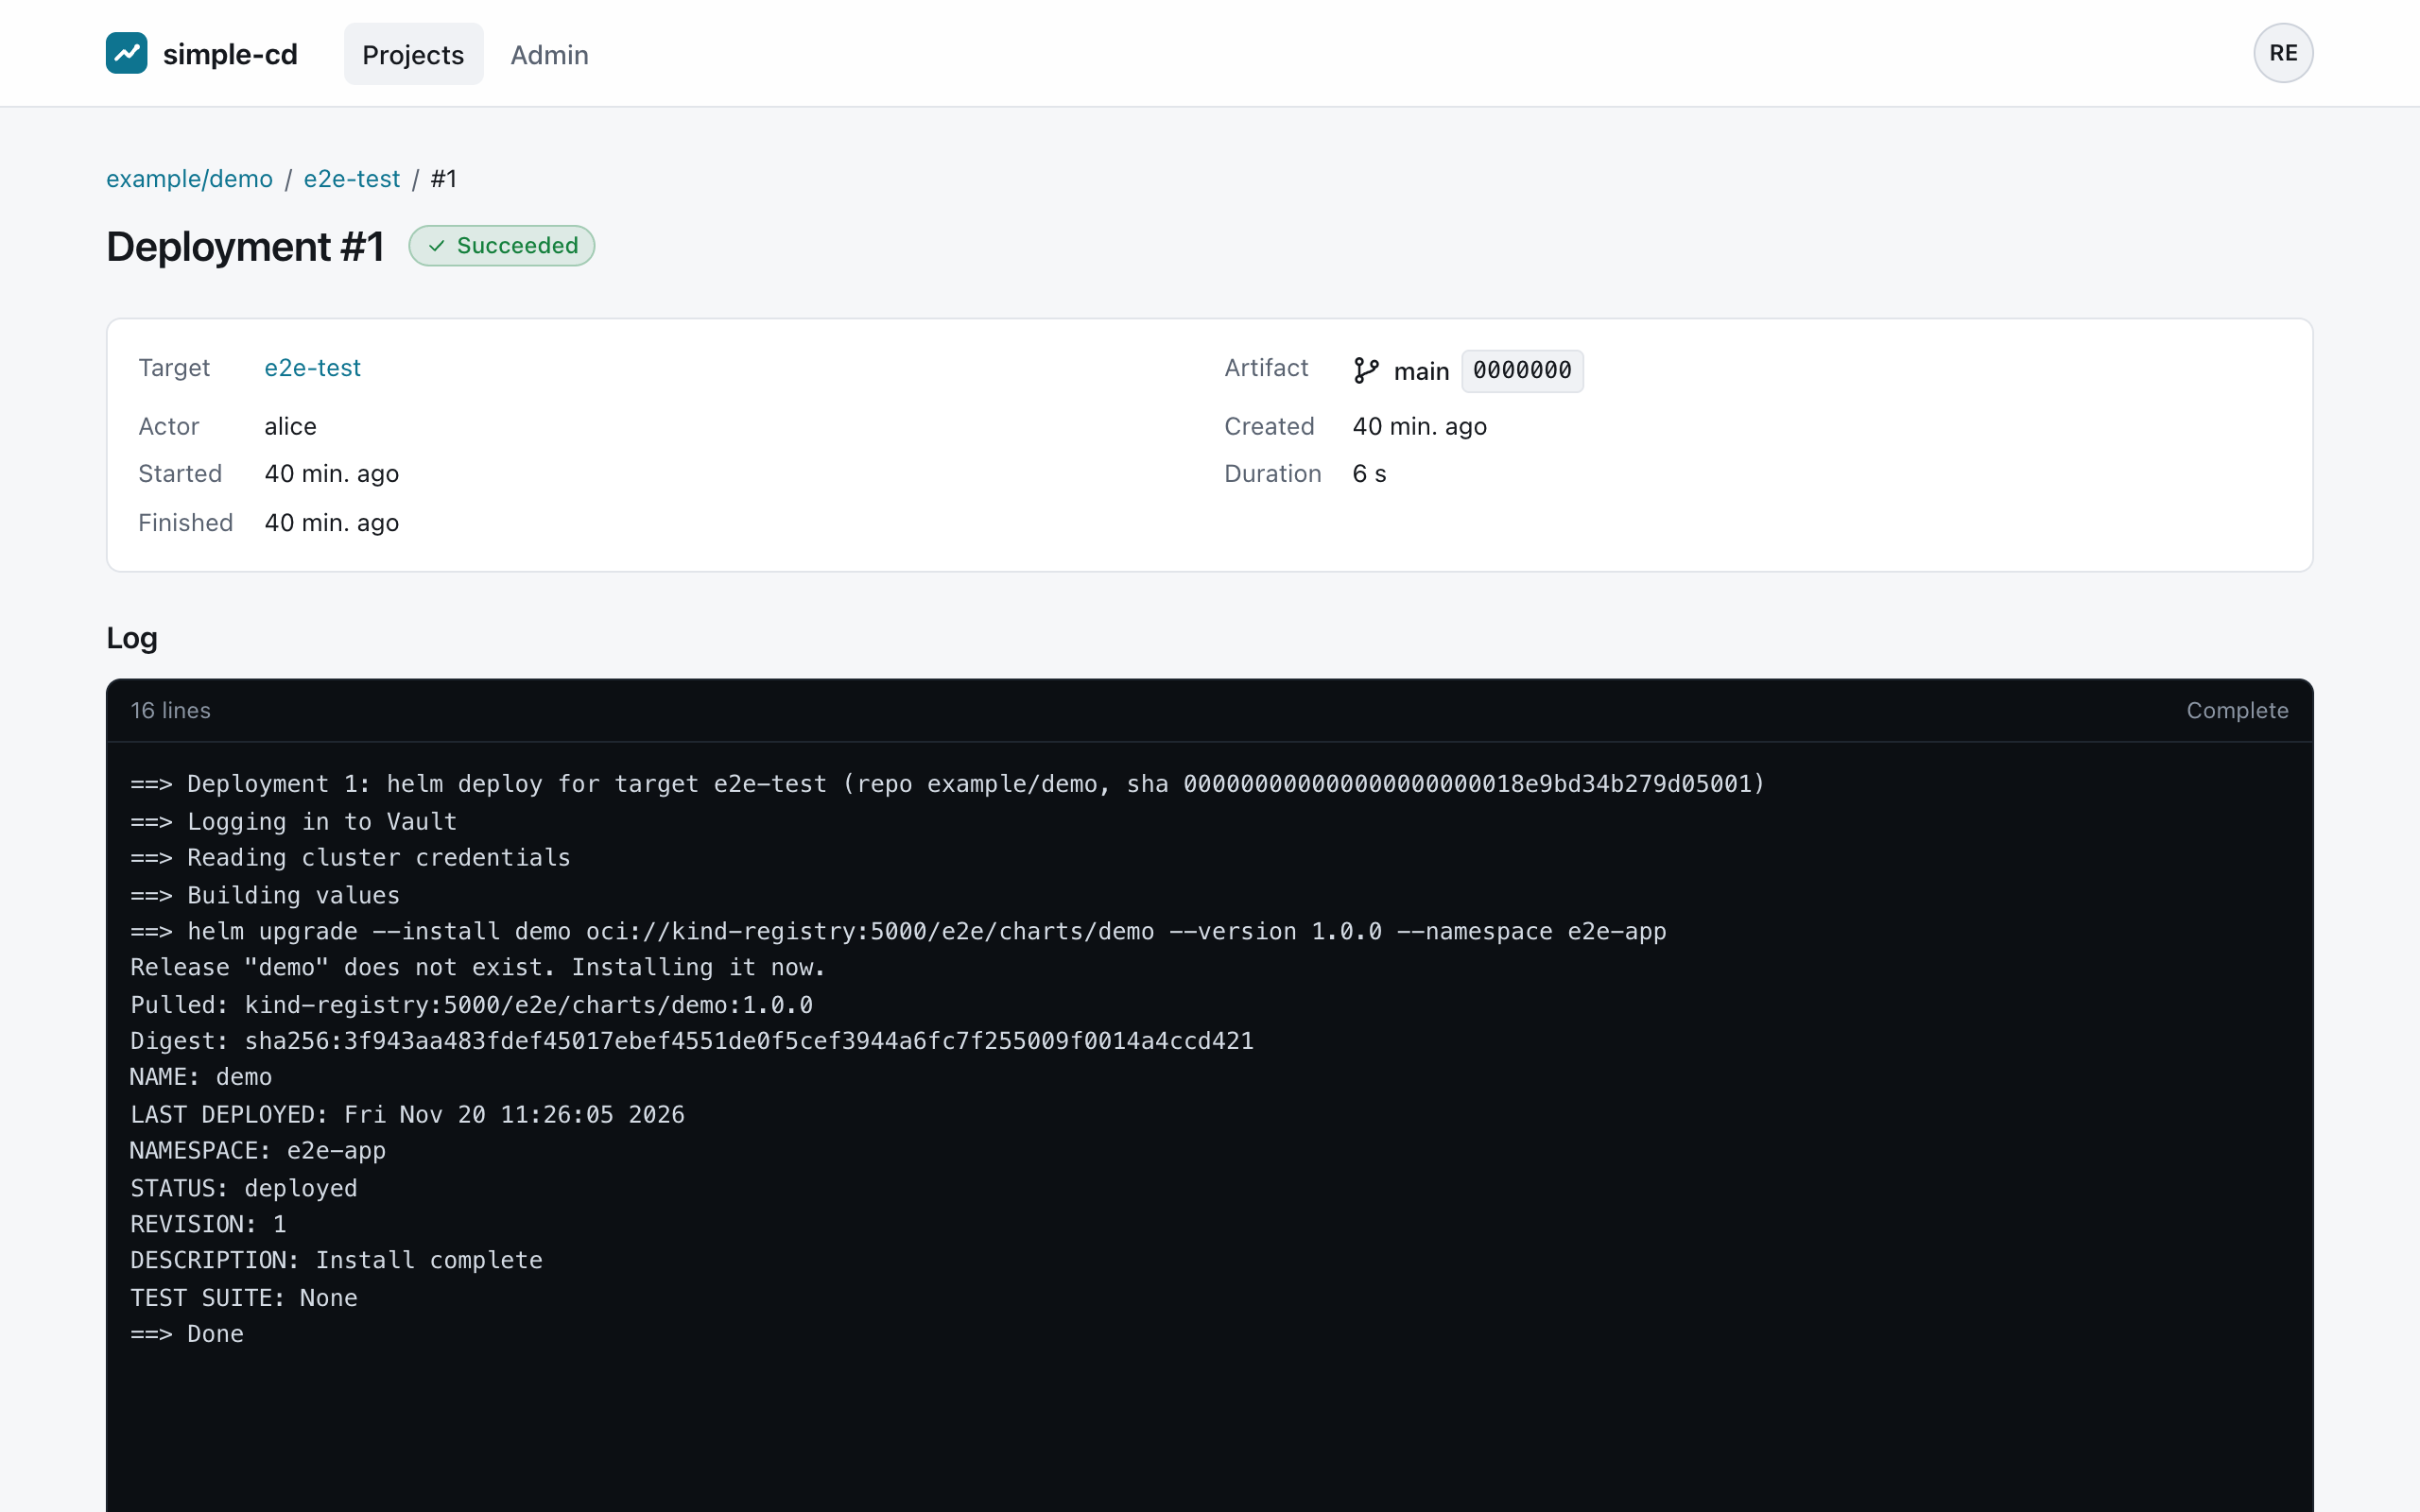 simple-cd Projects Admin RE
example/demo / e2e-test / #1
Deployment #1 Succeeded
Target e2e-test Artifact main 0000000
Actor alice Created 40 min. ago
Started 40 min. ago Duration 6 s
Finished 40 min. ago
Log
16 lines Complete
==> Deployment 1: helm deploy for target e2e-test (repo example/demo, sha 000000000000000000000018e9bd34b279d05001)
==> Logging in to Vault
==> Reading cluster credentials
==> Building values
==> helm upgrade --install demo oci://kind-registry:5000/e2e/charts/demo --version 1.0.0 --namespace e2e-app
Release "demo" does not exist. Installing it now.
Pulled: kind-registry:5000/e2e/charts/demo:1.0.0
Digest: sha256:3f943aa483fdef45017ebef4551de0f5cef3944a6fc7f255009f0014a4ccd421
NAME: demo
LAST DEPLOYED: Fri Nov 20 11:26:05 2026
NAMESPACE: e2e-app
STATUS: deployed
REVISION: 1
DESCRIPTION: Install complete
TEST SUITE: None
==> Done